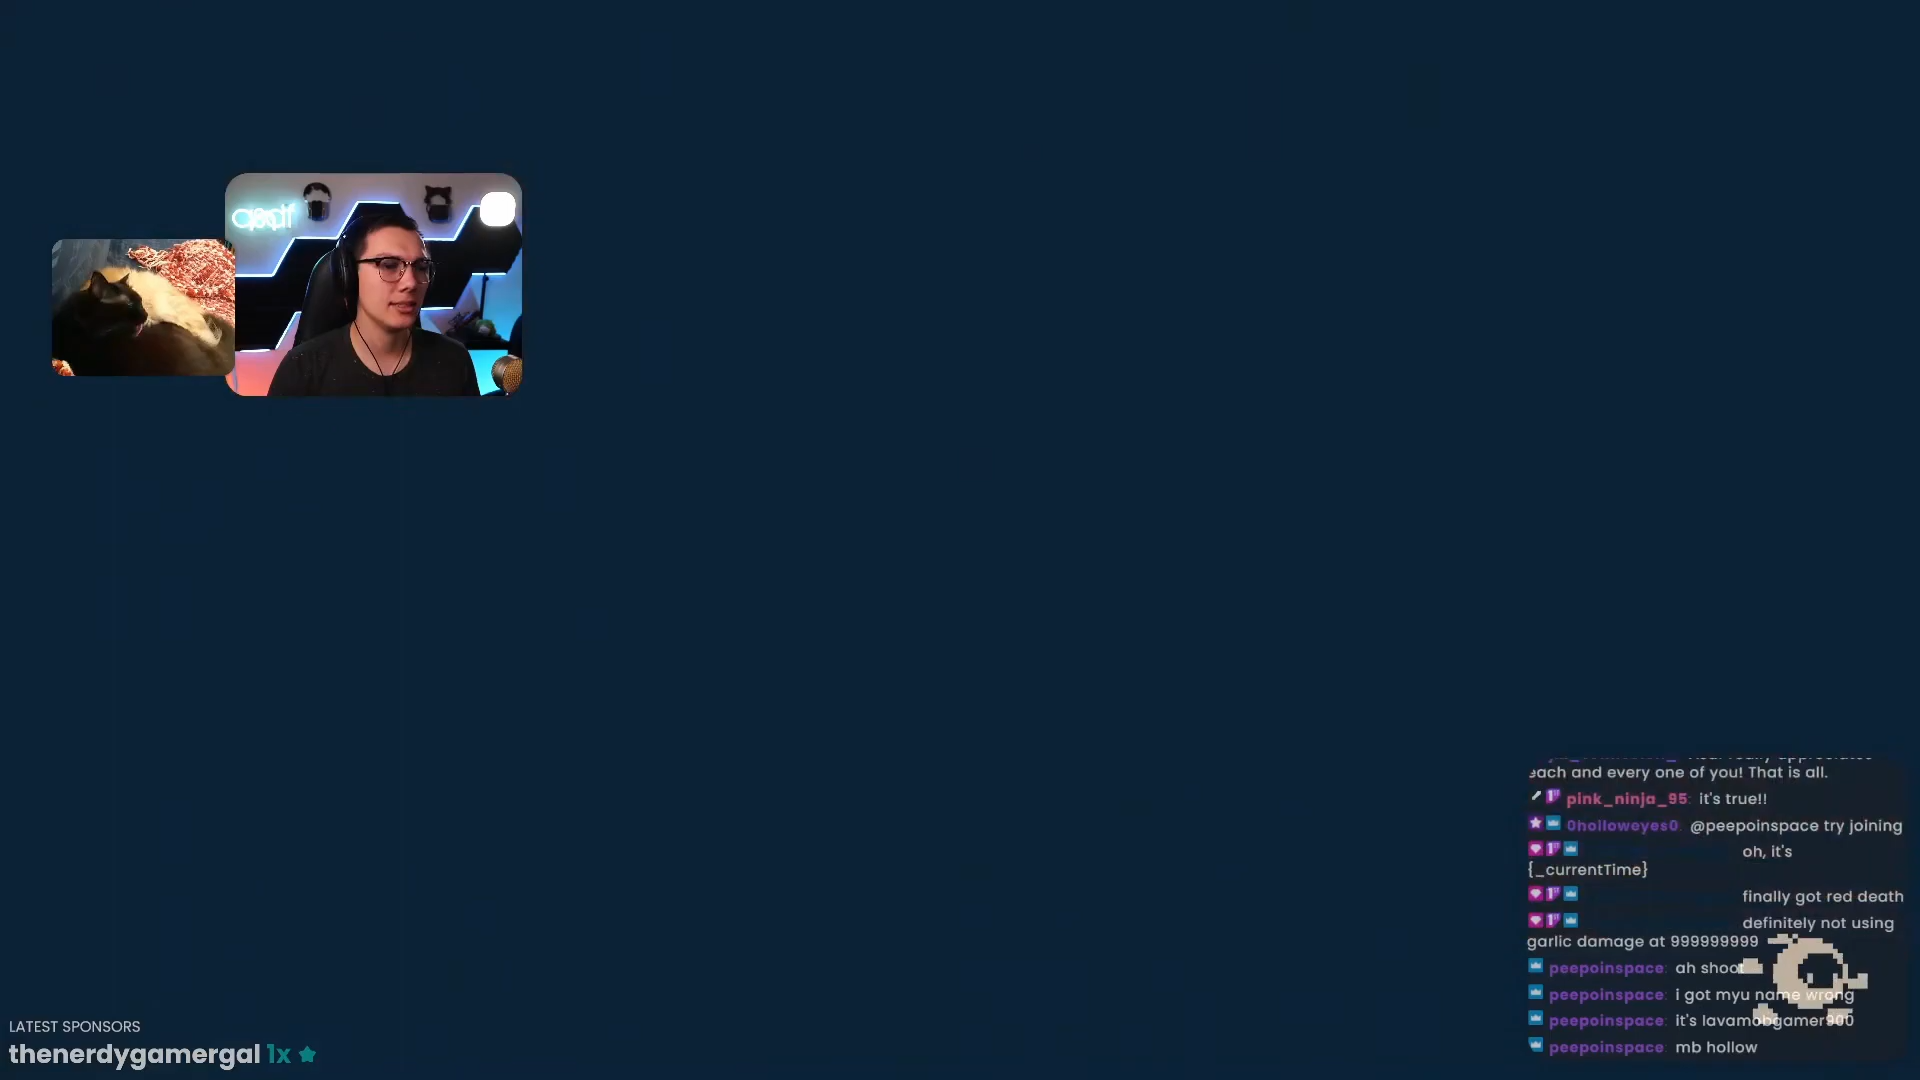 a&df
each and every one of you! That is all.
pink_ninja_95: it's true!!
0holloweyes0: @peepoinspace try joining
oh, it's
{_currentTime}
finally got red death
definitely not using
garlic damage at 999999999
peepoinspace: ah shoot
peepoinspace: i got myu name wrong
peepoinspace: it's lavamobgamer900
peepoinspace: mb hollow
LATEST SPONSORS
thenerdygamergal 1x